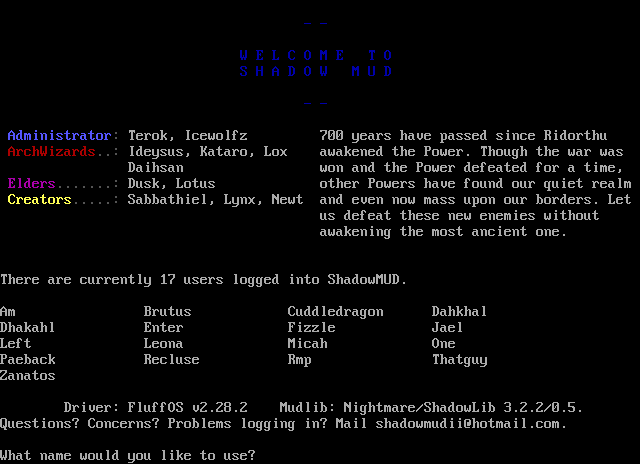 WELCOME TO
SHADOW MUD
Administrator: Terok, Icewolfz
ArchWizards..: Ideysus, Kataro, Lox
Daihsan
Elders.......: Dusk, Lotus
Creators.....: Sabbathiel, Lynx, Newt
700 years have passed since Ridorthu
awakened the Power. Though the war was
won and the Power defeated for a time,
other Powers have found our quiet realm
and even now mass upon our borders. Let
us defeat these new enemies without
awakening the most ancient one.
There are currently 17 users logged into ShadowMUD.
Am Brutus Cuddledragon Dahkhal
Dhakahl Enter Fizzle Jael
Left Leona Micah One
Paeback Recluse Rmp Thatguy
Zanatos
Driver: FluffOS v2.28.2 Mudlib: Nightmare/ShadowLib 3.2.2/0.5.
Questions? Concerns? Problems logging in? Mail shadowmudii@hotmail.com.
What name would you like to use?